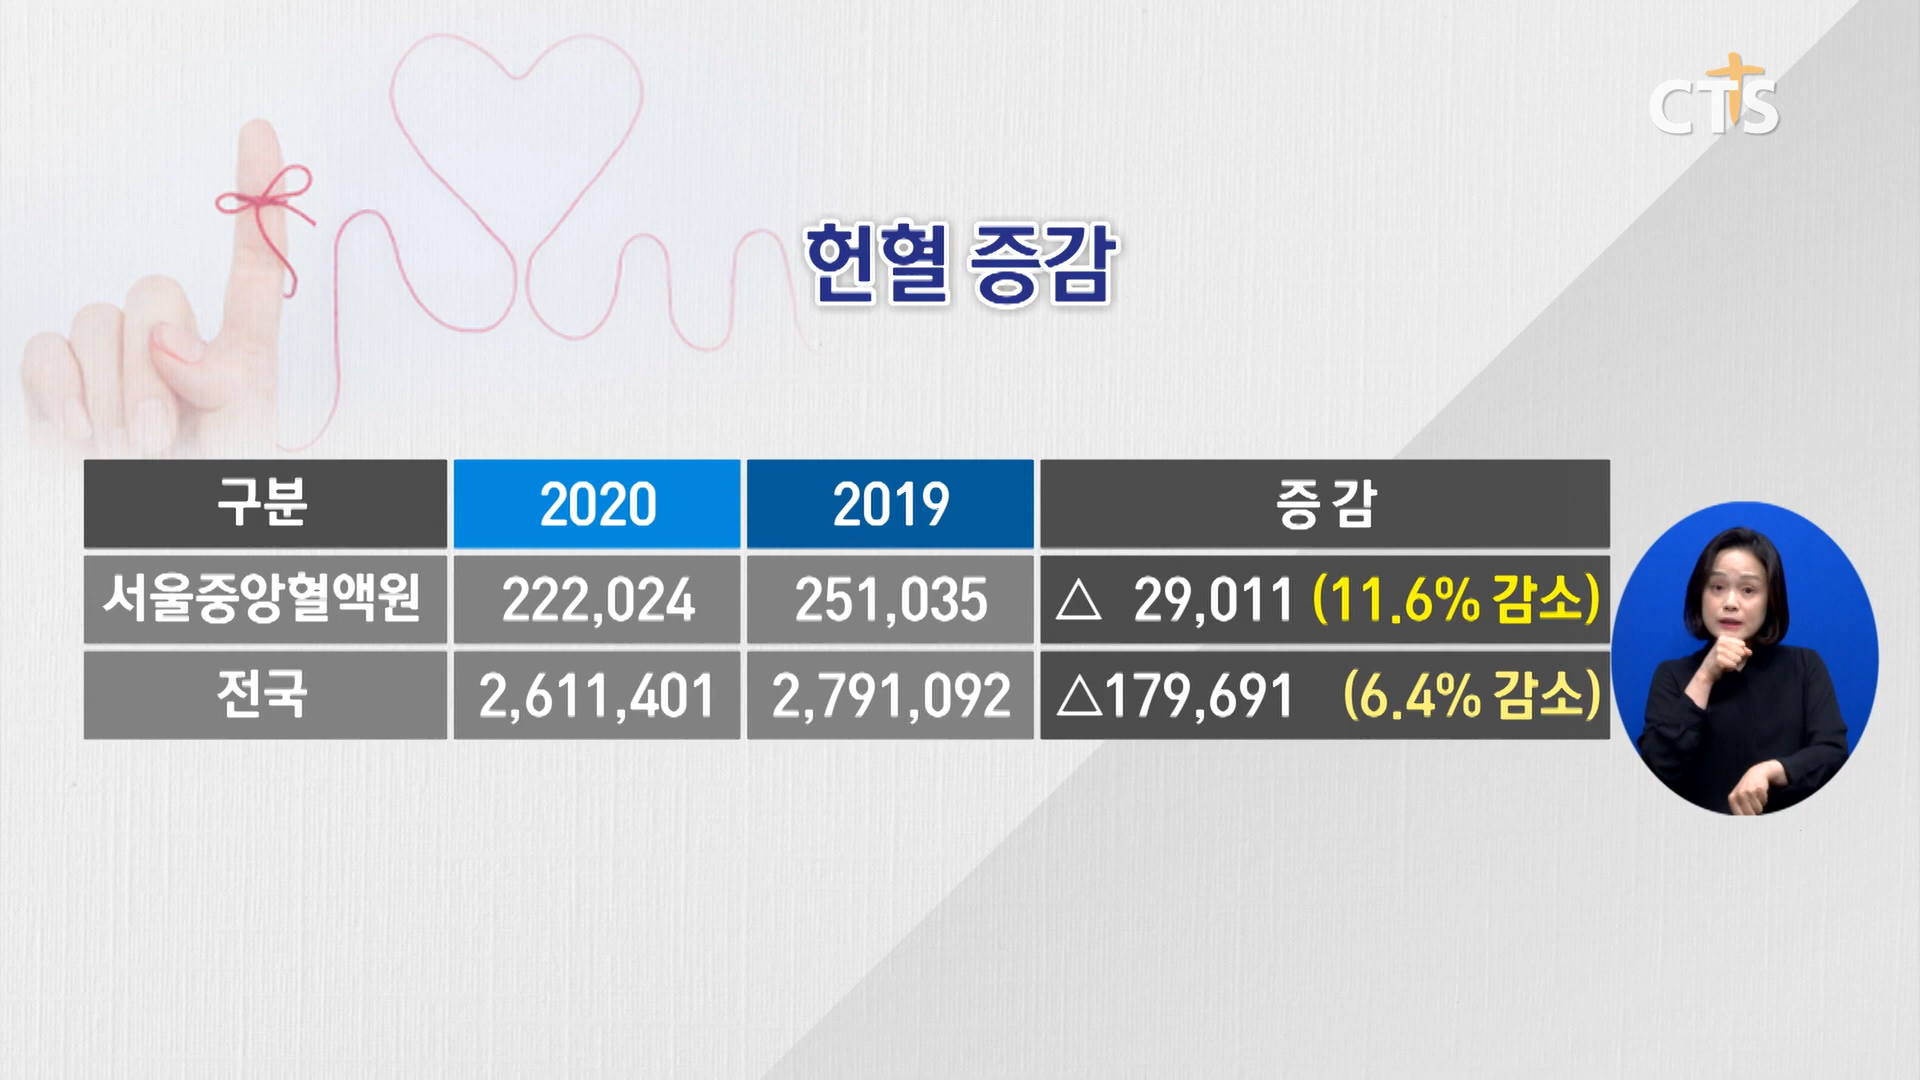 CTS
헌혈 증감
구분 2020 2019 증 감
서울중앙혈액원 222,024 251,035 △ 29,011 (11.6% 감소)
전국 2,611,401 2,791,092 △179,691 (6.4% 감소)